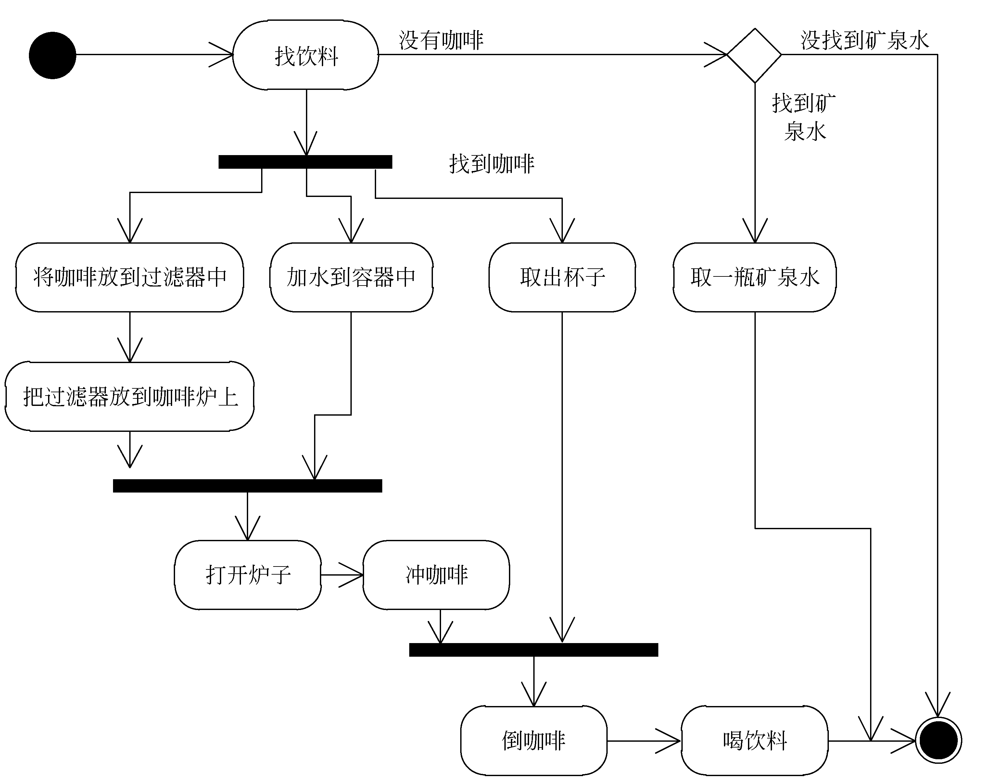 找饮料
没有咖啡
没找到矿泉水
找到矿
泉水
找到咖啡
将咖啡放到过滤器中
加水到容器中
取出杯子
取一瓶矿泉水
把过滤器放到咖啡炉上
打开炉子
冲咖啡
倒咖啡
喝饮料